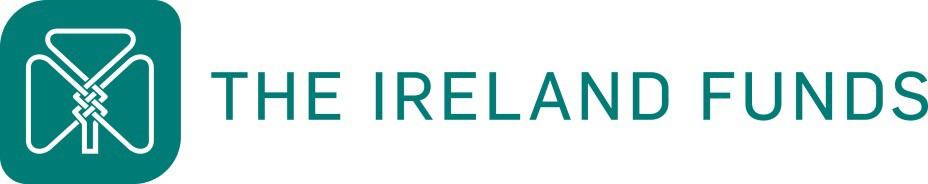 THE IRELAND FUNDS